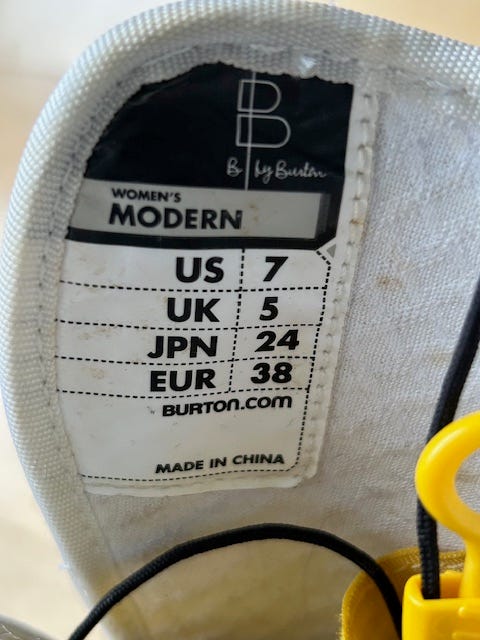 B
B by Burton
WOMEN'S
MODERN
US 7
UK 5
JPN 24
EUR 38
BURTON.COM
MADE IN CHINA